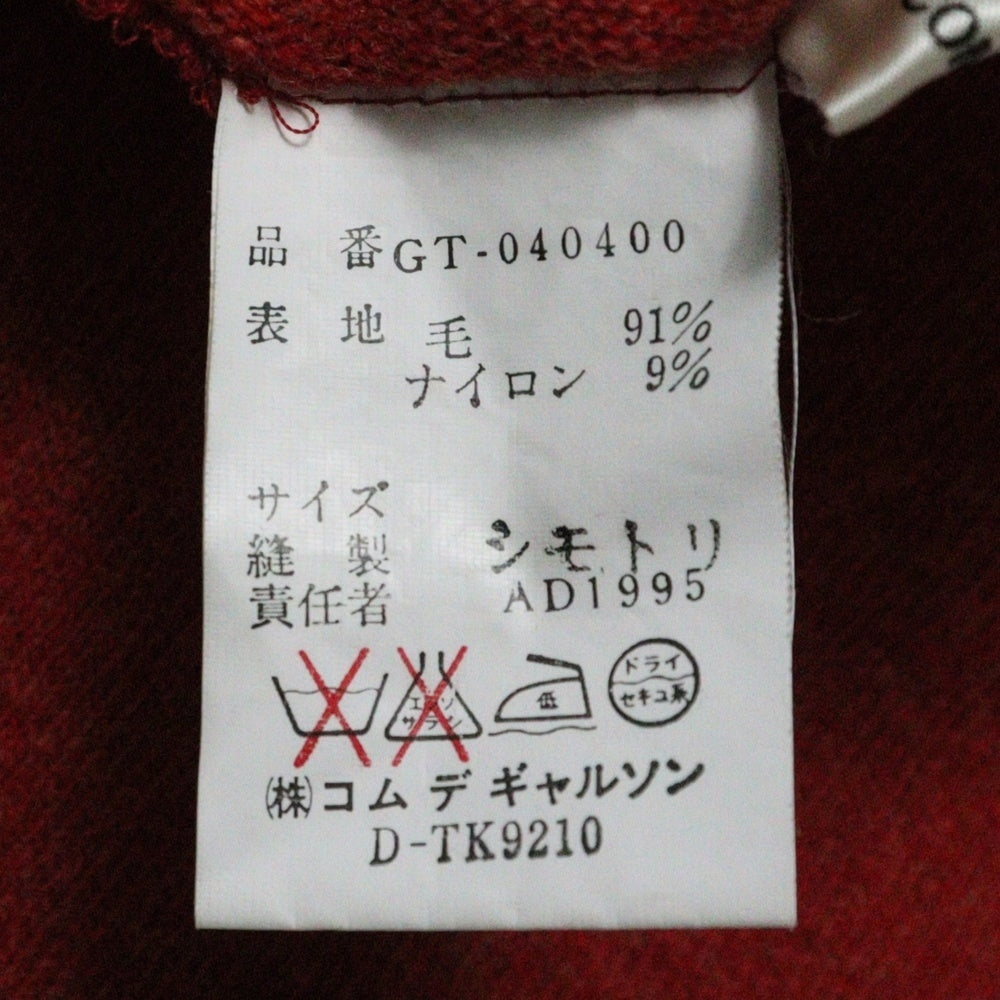 COM
品番 GT-040400
表地 毛 91%
ナイロン 9%
サイズ
縫製 シモトリ
責任者 AD1995
エンソ
サラシ
低
ドライ
セキユ系
(株)コム デ ギャルソン
D-TK9210